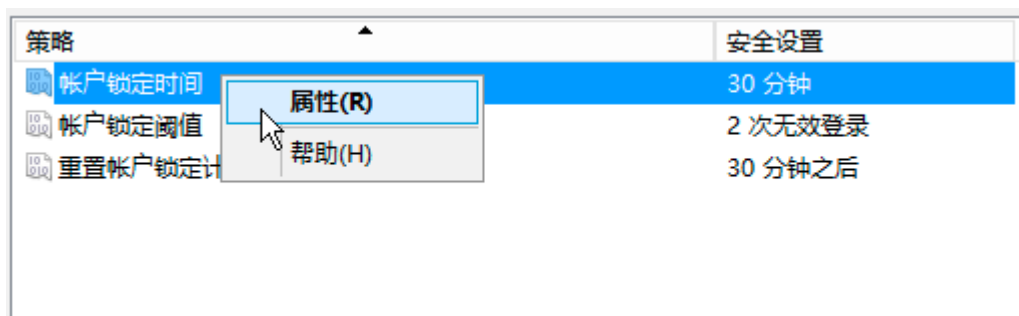 策略 安全设置
帐户锁定时间 30 分钟
属性(R)
帐户锁定阈值 2 次无效登录
帮助(H)
重置帐户锁定计 30 分钟之后